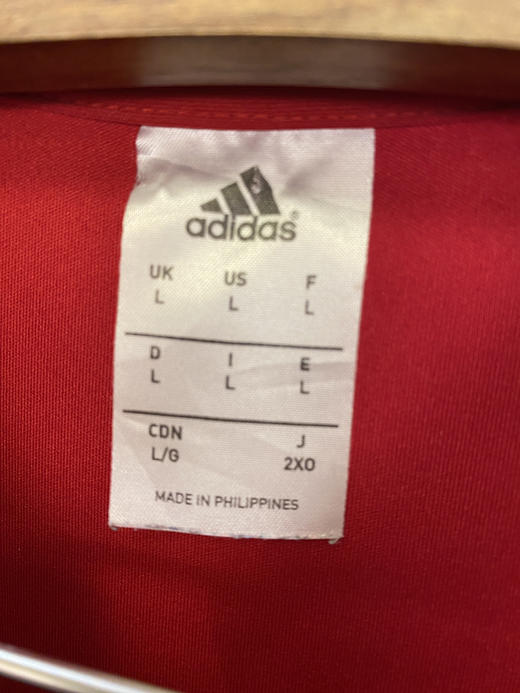 adidas®
UK US F
L L L
D I E
L L L
CDN J
L/G 2XO
MADE IN PHILIPPINES